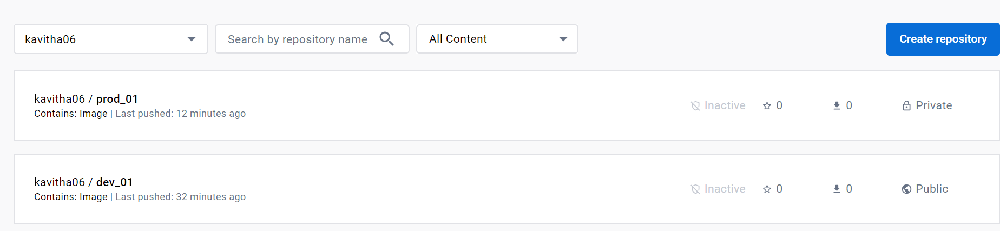 kavitha06
Search by repository name
All Content
Create repository
kavitha06 / prod_01
Contains: Image | Last pushed: 12 minutes ago
Inactive
0
0
Private
kavitha06 / dev_01
Contains: Image | Last pushed: 32 minutes ago
Inactive
0
0
Public